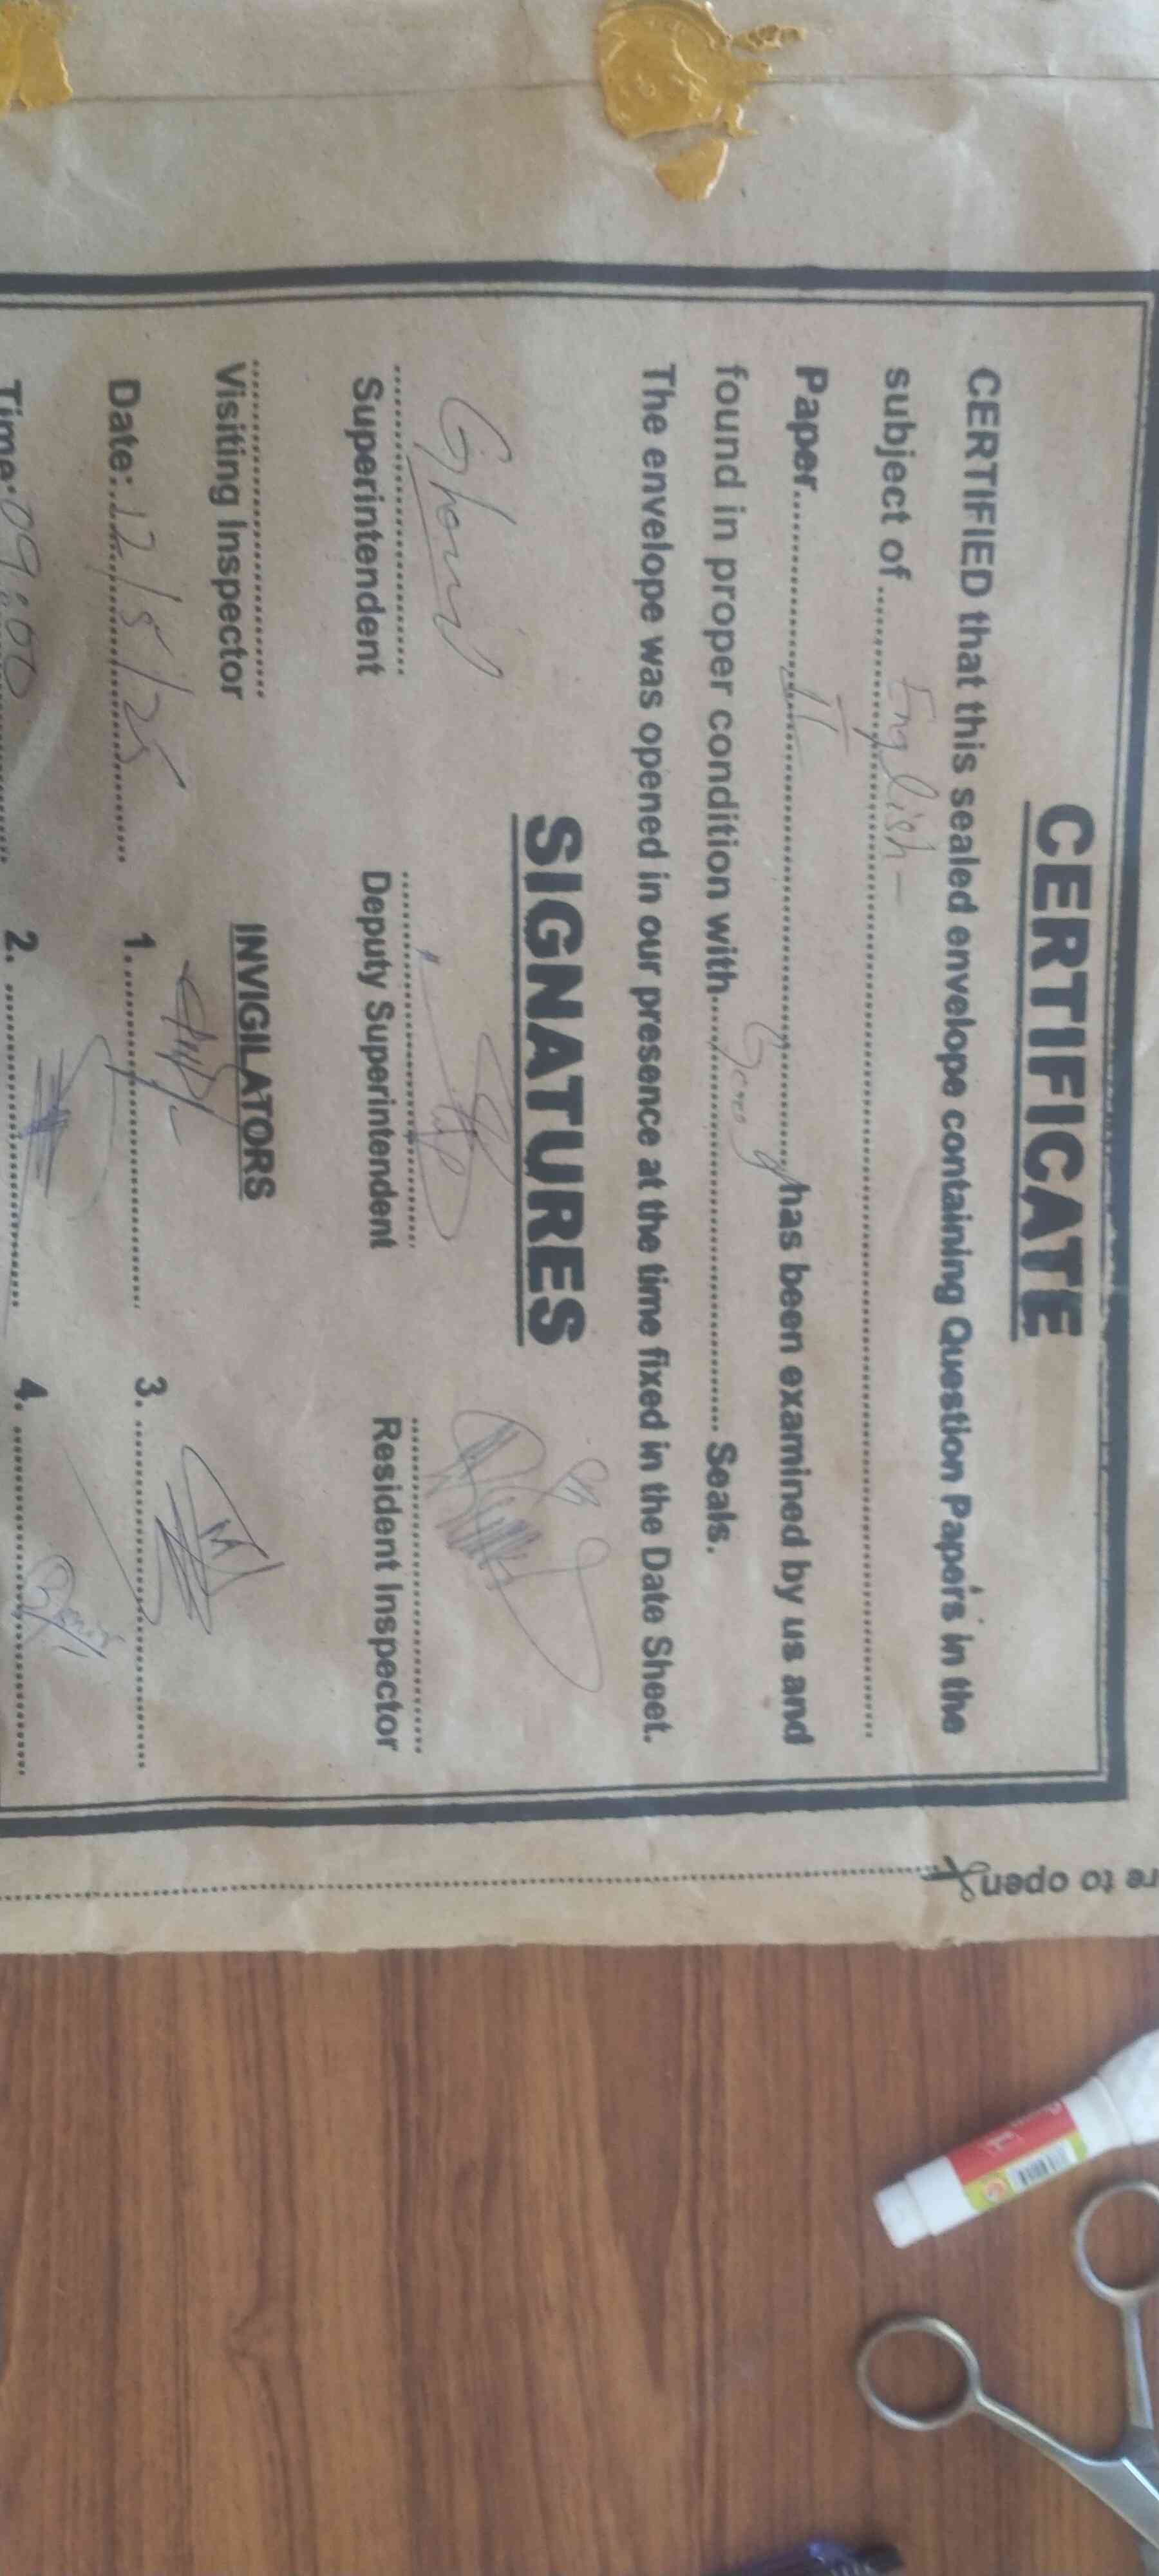 CERTIFICATE
CERTIFIED that this sealed envelope containing Question Papers in the
subject of ..... English -
Paper..... II ..... has been examined by us and
found in proper condition with ..... Seals.
The envelope was opened in our presence at the time fixed in the Date Sheet.
SIGNATURES
Superintendent Deputy Superintendent Resident Inspector
Visiting Inspector INVIGILATORS
Date: 12/5/25 1. 3.
Time: 09:00 2. 4.
re to open